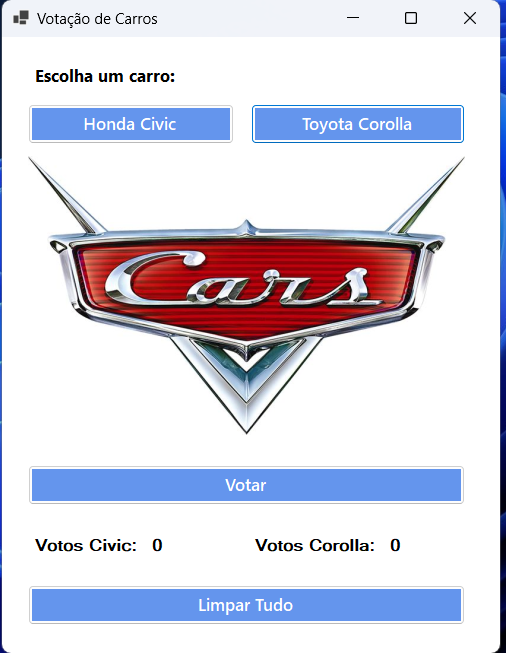 Votação de Carros
Escolha um carro:
Honda Civic Toyota Corolla
Cars
Votar
Votos Civic: 0 Votos Corolla: 0
Limpar Tudo